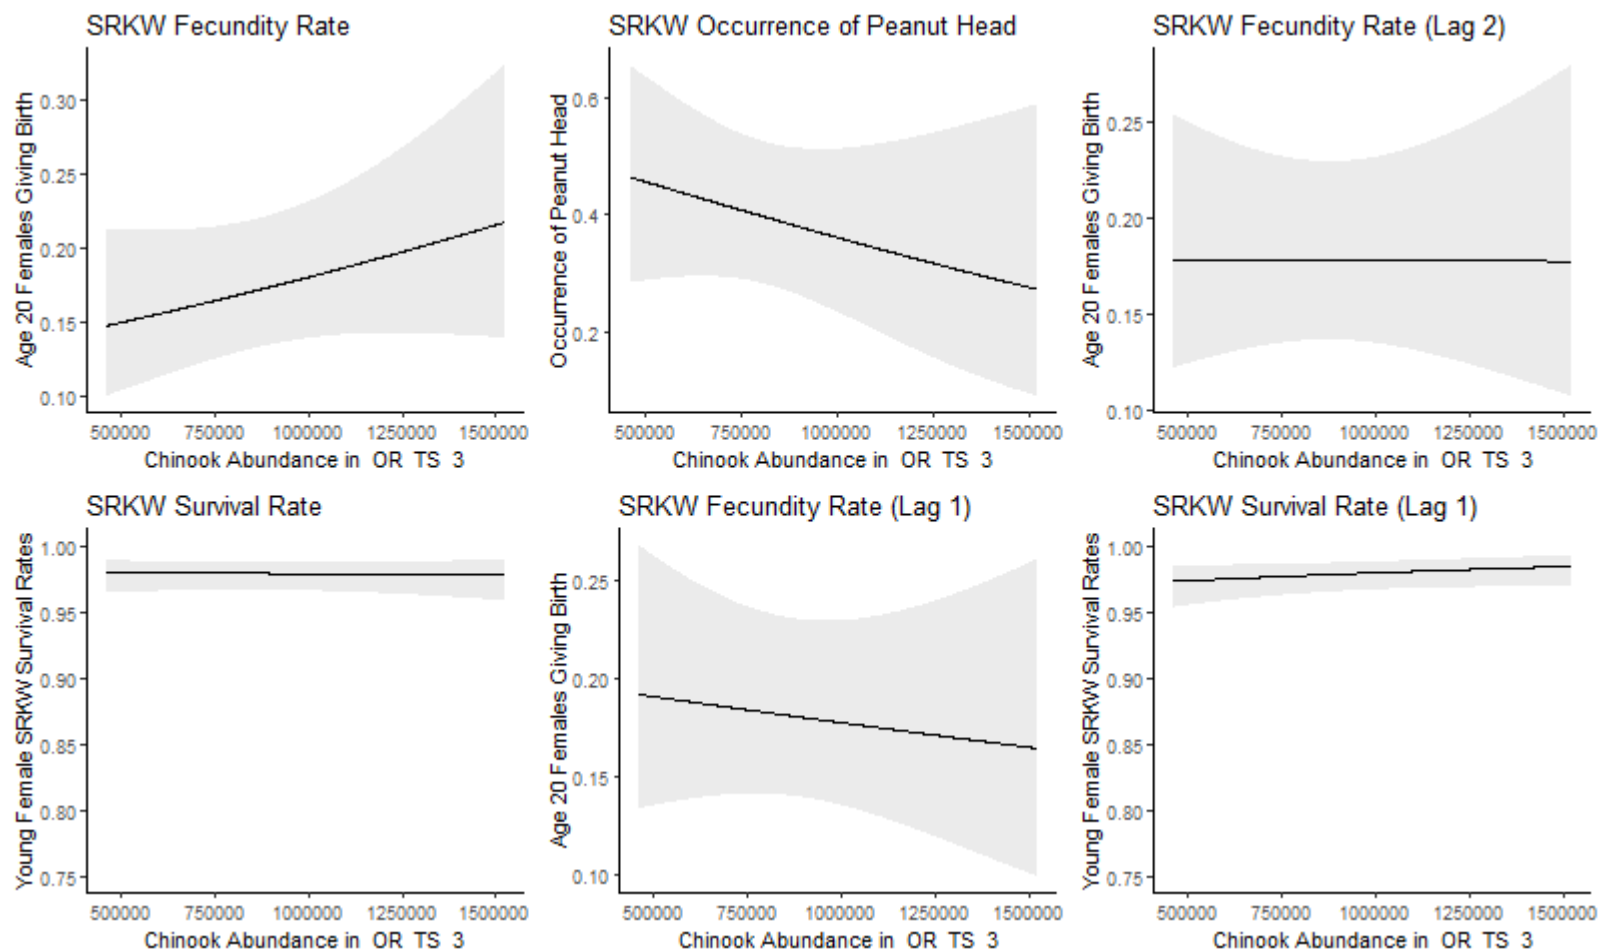 SRKW Fecundity Rate
Age 20 Females Giving Birth
0.30
0.25
0.20
0.15
0.10
500000 750000 1000000 1250000 1500000
Chinook Abundance in OR TS 3
SRKW Occurrence of Peanut Head
Occurrence of Peanut Head
0.6
0.4
0.2
500000 750000 1000000 1250000 1500000
Chinook Abundance in OR TS 3
SRKW Fecundity Rate (Lag 2)
Age 20 Females Giving Birth
0.25
0.20
0.15
0.10
500000 750000 1000000 1250000 1500000
Chinook Abundance in OR TS 3
SRKW Survival Rate
Young Female SRKW Survival Rates
1.00
0.95
0.90
0.85
0.80
0.75
500000 750000 1000000 1250000 1500000
Chinook Abundance in OR TS 3
SRKW Fecundity Rate (Lag 1)
Age 20 Females Giving Birth
0.25
0.20
0.15
0.10
500000 750000 1000000 1250000 1500000
Chinook Abundance in OR TS 3
SRKW Survival Rate (Lag 1)
Young Female SRKW Survival Rates
1.00
0.95
0.90
0.85
0.80
0.75
500000 750000 1000000 1250000 1500000
Chinook Abundance in OR TS 3